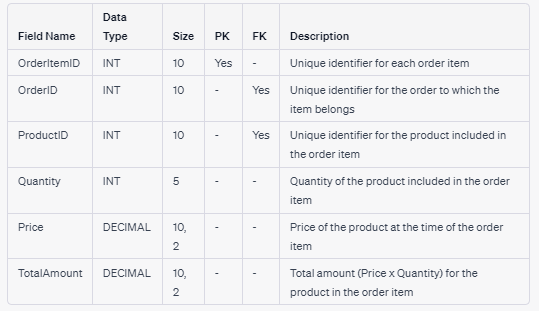 Field Name Data Type Size PK FK Description
OrderItemID INT 10 Yes - Unique identifier for each order item
OrderID INT 10 - Yes Unique identifier for the order to which the
item belongs
ProductID INT 10 - Yes Unique identifier for the product included in
the order item
Quantity INT 5 - - Quantity of the product included in the order
item
Price DECIMAL 10, - - Price of the product at the time of the order
2 item
TotalAmount DECIMAL 10, - - Total amount (Price x Quantity) for the
2 product in the order item